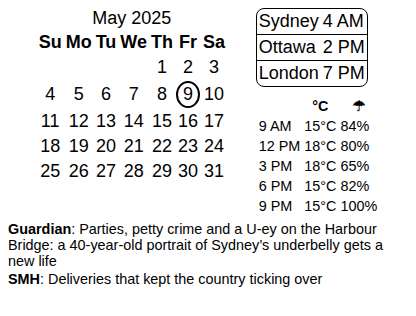 May 2025
Su Mo Tu We Th Fr Sa
1 2 3
4 5 6 7 8 9 10
11 12 13 14 15 16 17
18 19 20 21 22 23 24
25 26 27 28 29 30 31
Sydney 4 AM
Ottawa 2 PM
London 7 PM
°C ☂
9 AM 15°C 84%
12 PM 18°C 80%
3 PM 18°C 65%
6 PM 15°C 82%
9 PM 15°C 100%
Guardian: Parties, petty crime and a U-ey on the Harbour
Bridge: a 40-year-old portrait of Sydney’s underbelly gets a
new life
SMH: Deliveries that kept the country ticking over